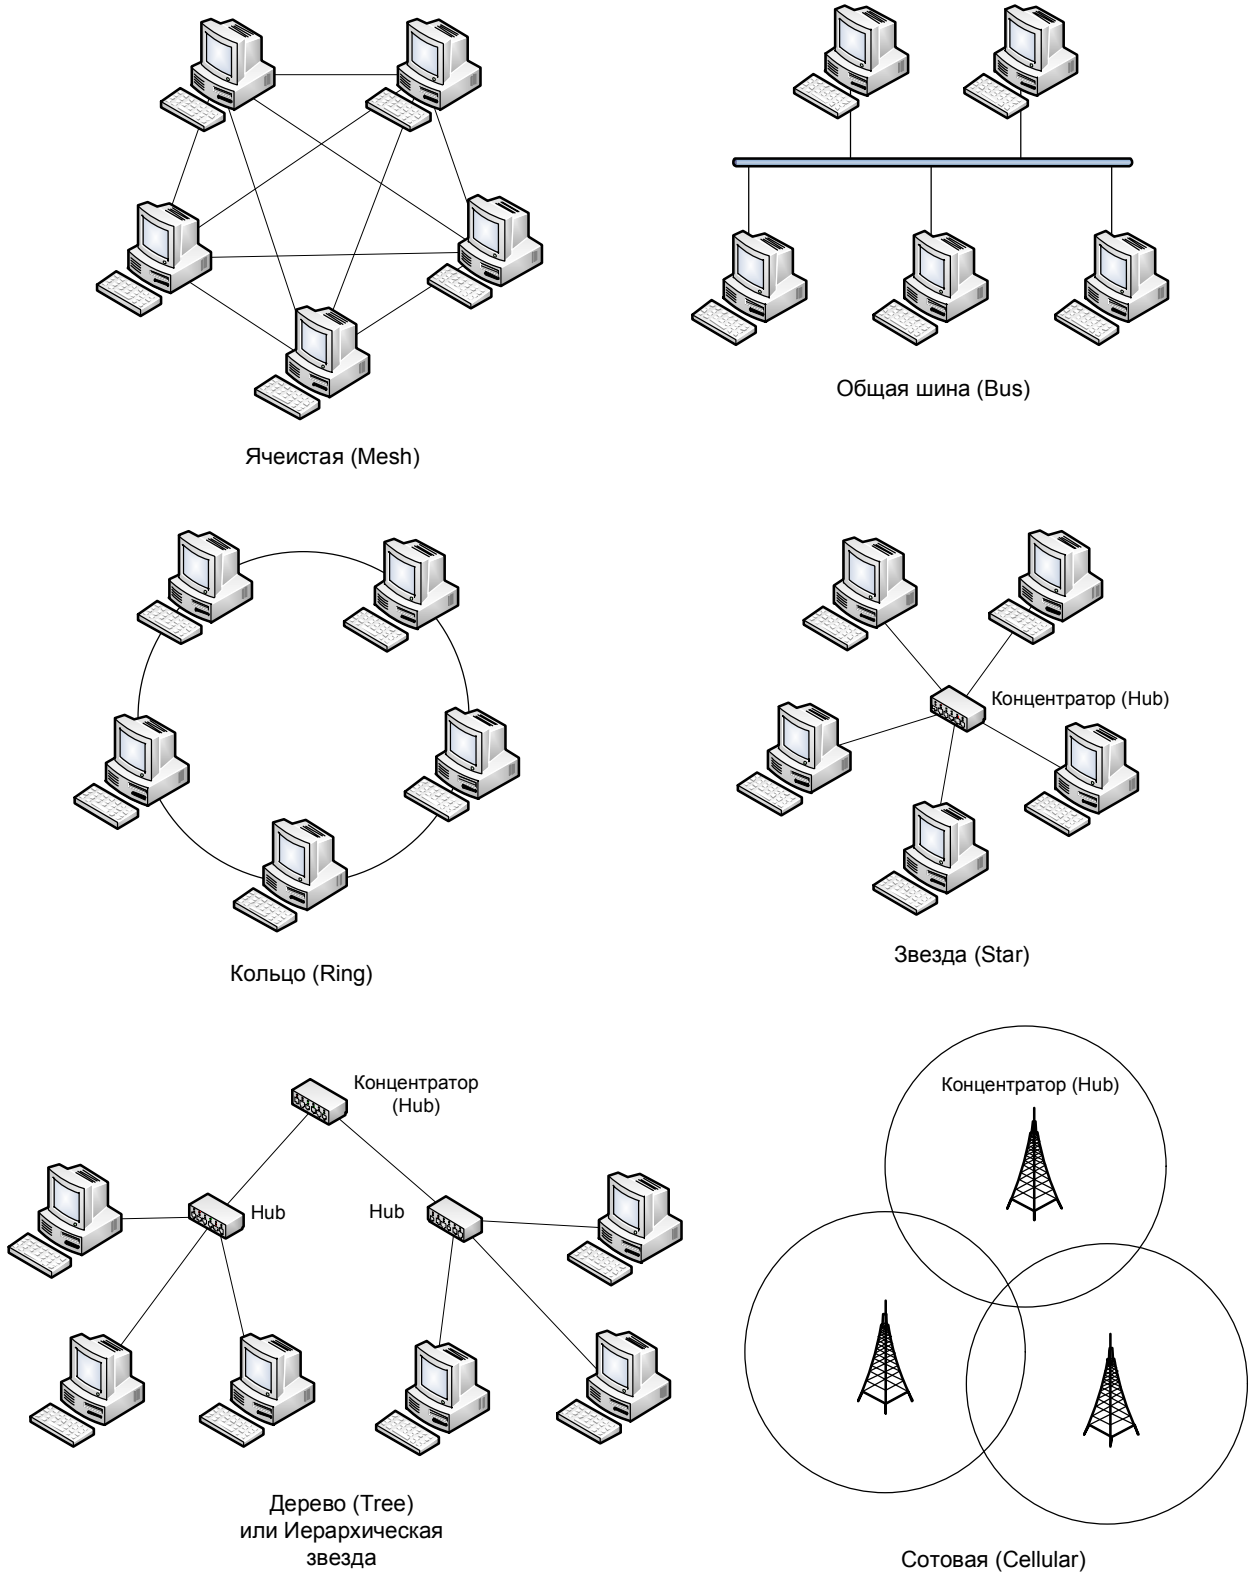 Ячеистая (Mesh)
Общая шина (Bus)
Концентратор (Hub)
Кольцо (Ring)
Звезда (Star)
Концентратор
(Hub)
Hub
Hub
Дерево (Tree)
или Иерархическая
звезда
Концентратор (Hub)
Сотовая (Cellular)